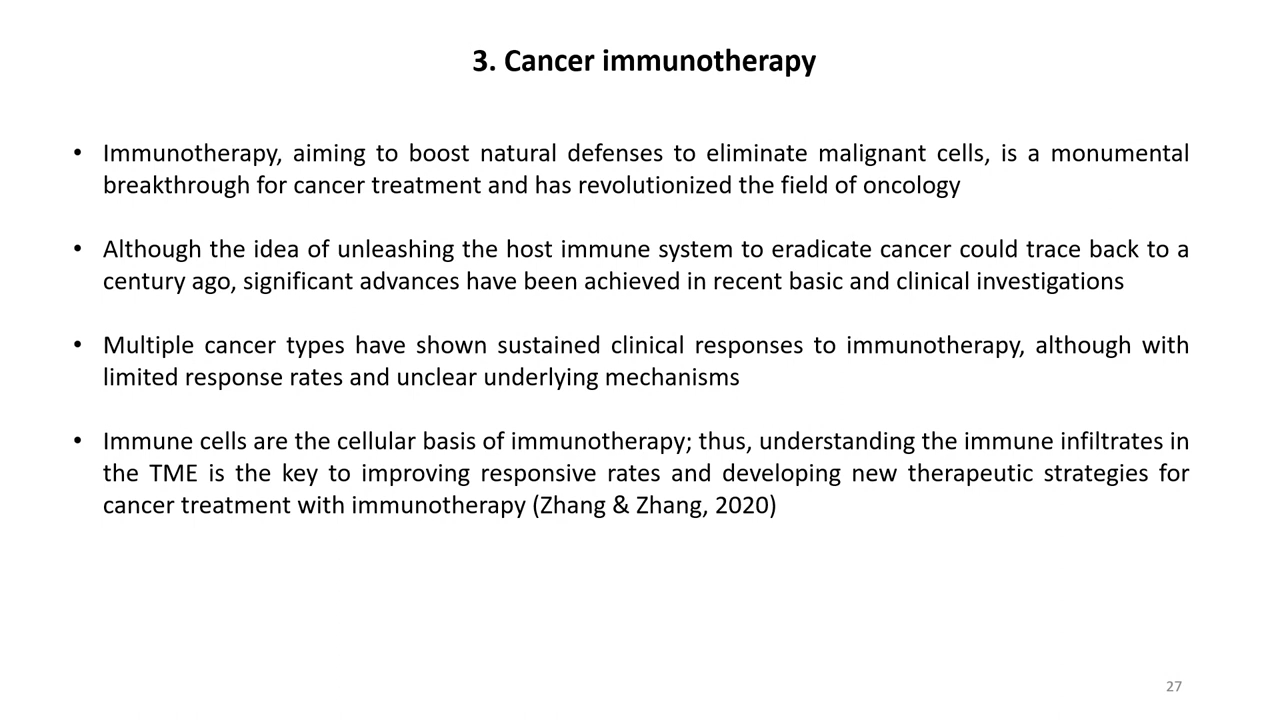 3. Cancer immunotherapy
• Immunotherapy, aiming to boost natural defenses to eliminate malignant cells, is a monumental
breakthrough for cancer treatment and has revolutionized the field of oncology
• Although the idea of unleashing the host immune system to eradicate cancer could trace back to a
century ago, significant advances have been achieved in recent basic and clinical investigations
• Multiple cancer types have shown sustained clinical responses to immunotherapy, although with
limited response rates and unclear underlying mechanisms
• Immune cells are the cellular basis of immunotherapy; thus, understanding the immune infiltrates in
the TME is the key to improving responsive rates and developing new therapeutic strategies for
cancer treatment with immunotherapy (Zhang & Zhang, 2020)
27